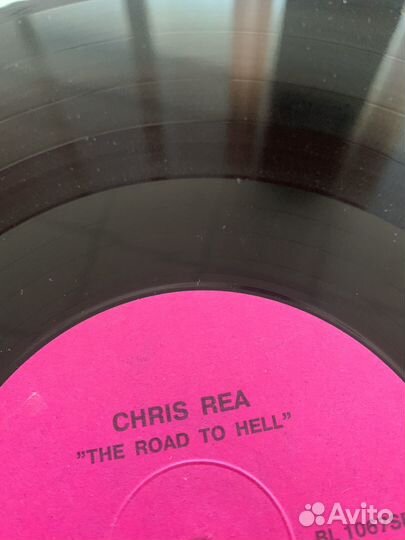 CHRIS REA
"THE ROAD TO HELL"
Avito